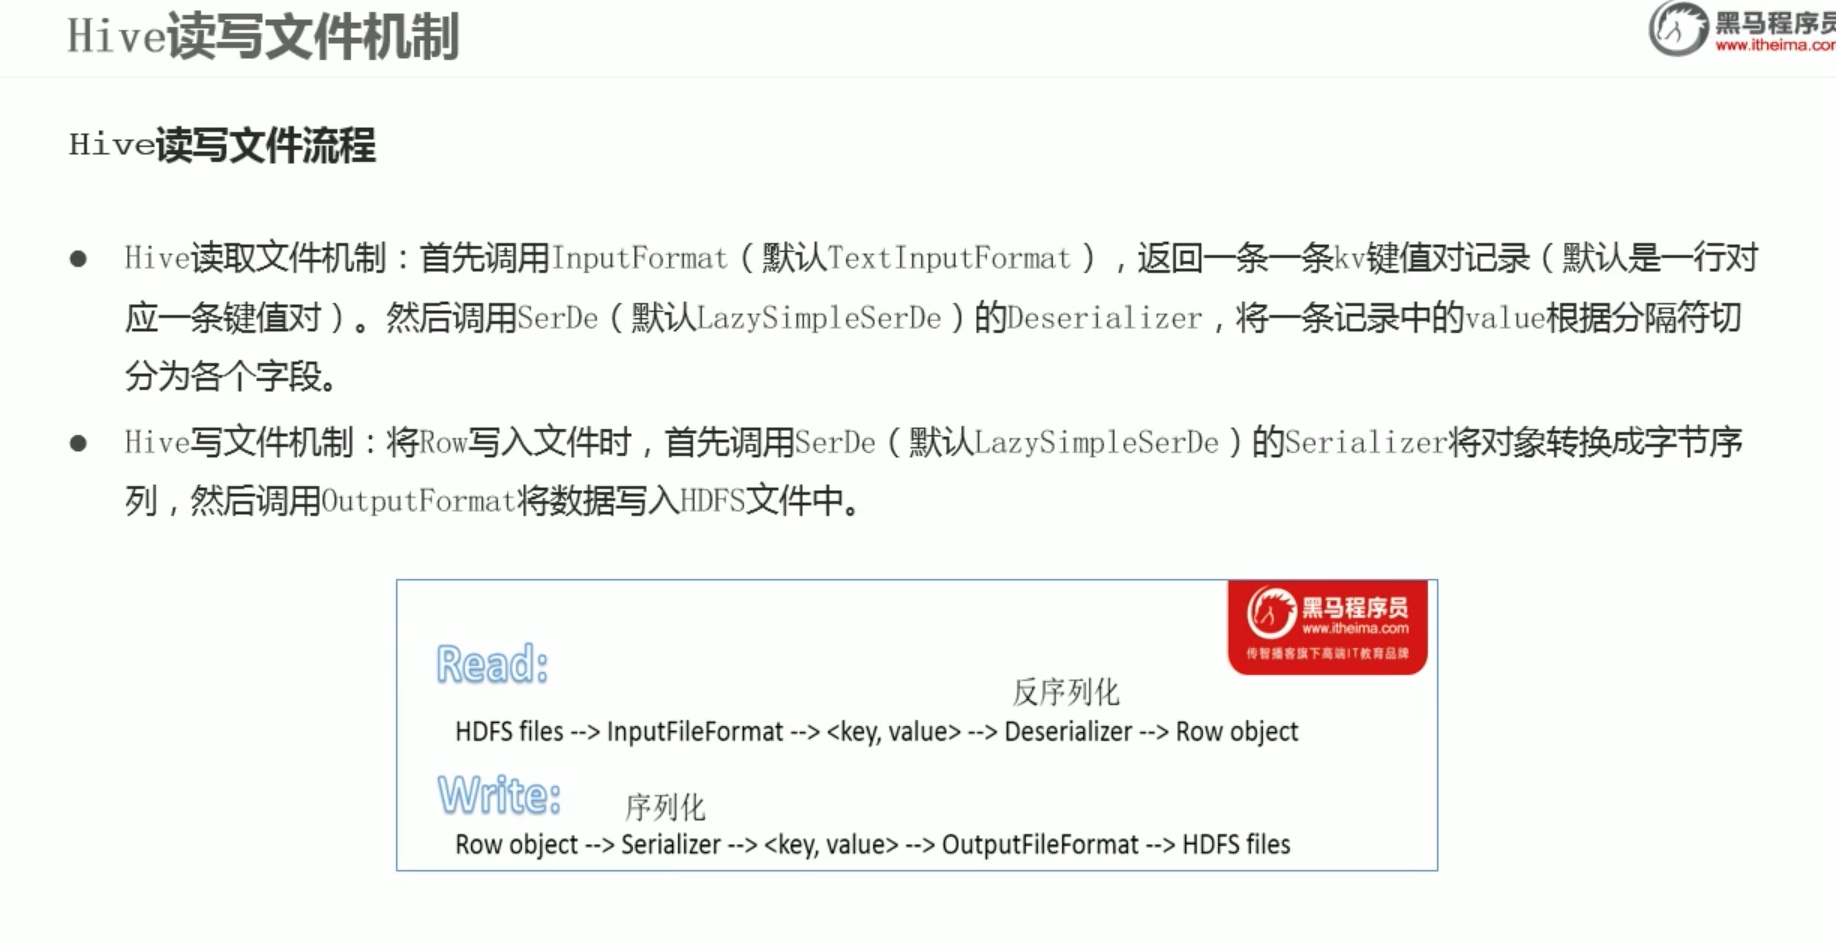 Hive读写文件机制
黑马程序员
www.itheima.com
Hive读写文件流程
Hive读取文件机制：首先调用InputFormat（默认TextInputFormat），返回一条一条kv键值对记录（默认是一行对
应一条键值对）。然后调用SerDe（默认LazySimpleSerDe）的Deserializer，将一条记录中的value根据分隔符切
分为各个字段。
Hive写文件机制：将Row写入文件时，首先调用SerDe（默认LazySimpleSerDe）的Serializer将对象转换成字节序
列，然后调用OutputFormat将数据写入HDFS文件中。
黑马程序员
www.itheima.com
传智播客旗下高端IT教育品牌
Read:
反序列化
HDFS files --> InputFileFormat --> <key, value> --> Deserializer --> Row object
Write:
序列化
Row object --> Serializer --> <key, value> --> OutputFileFormat --> HDFS files